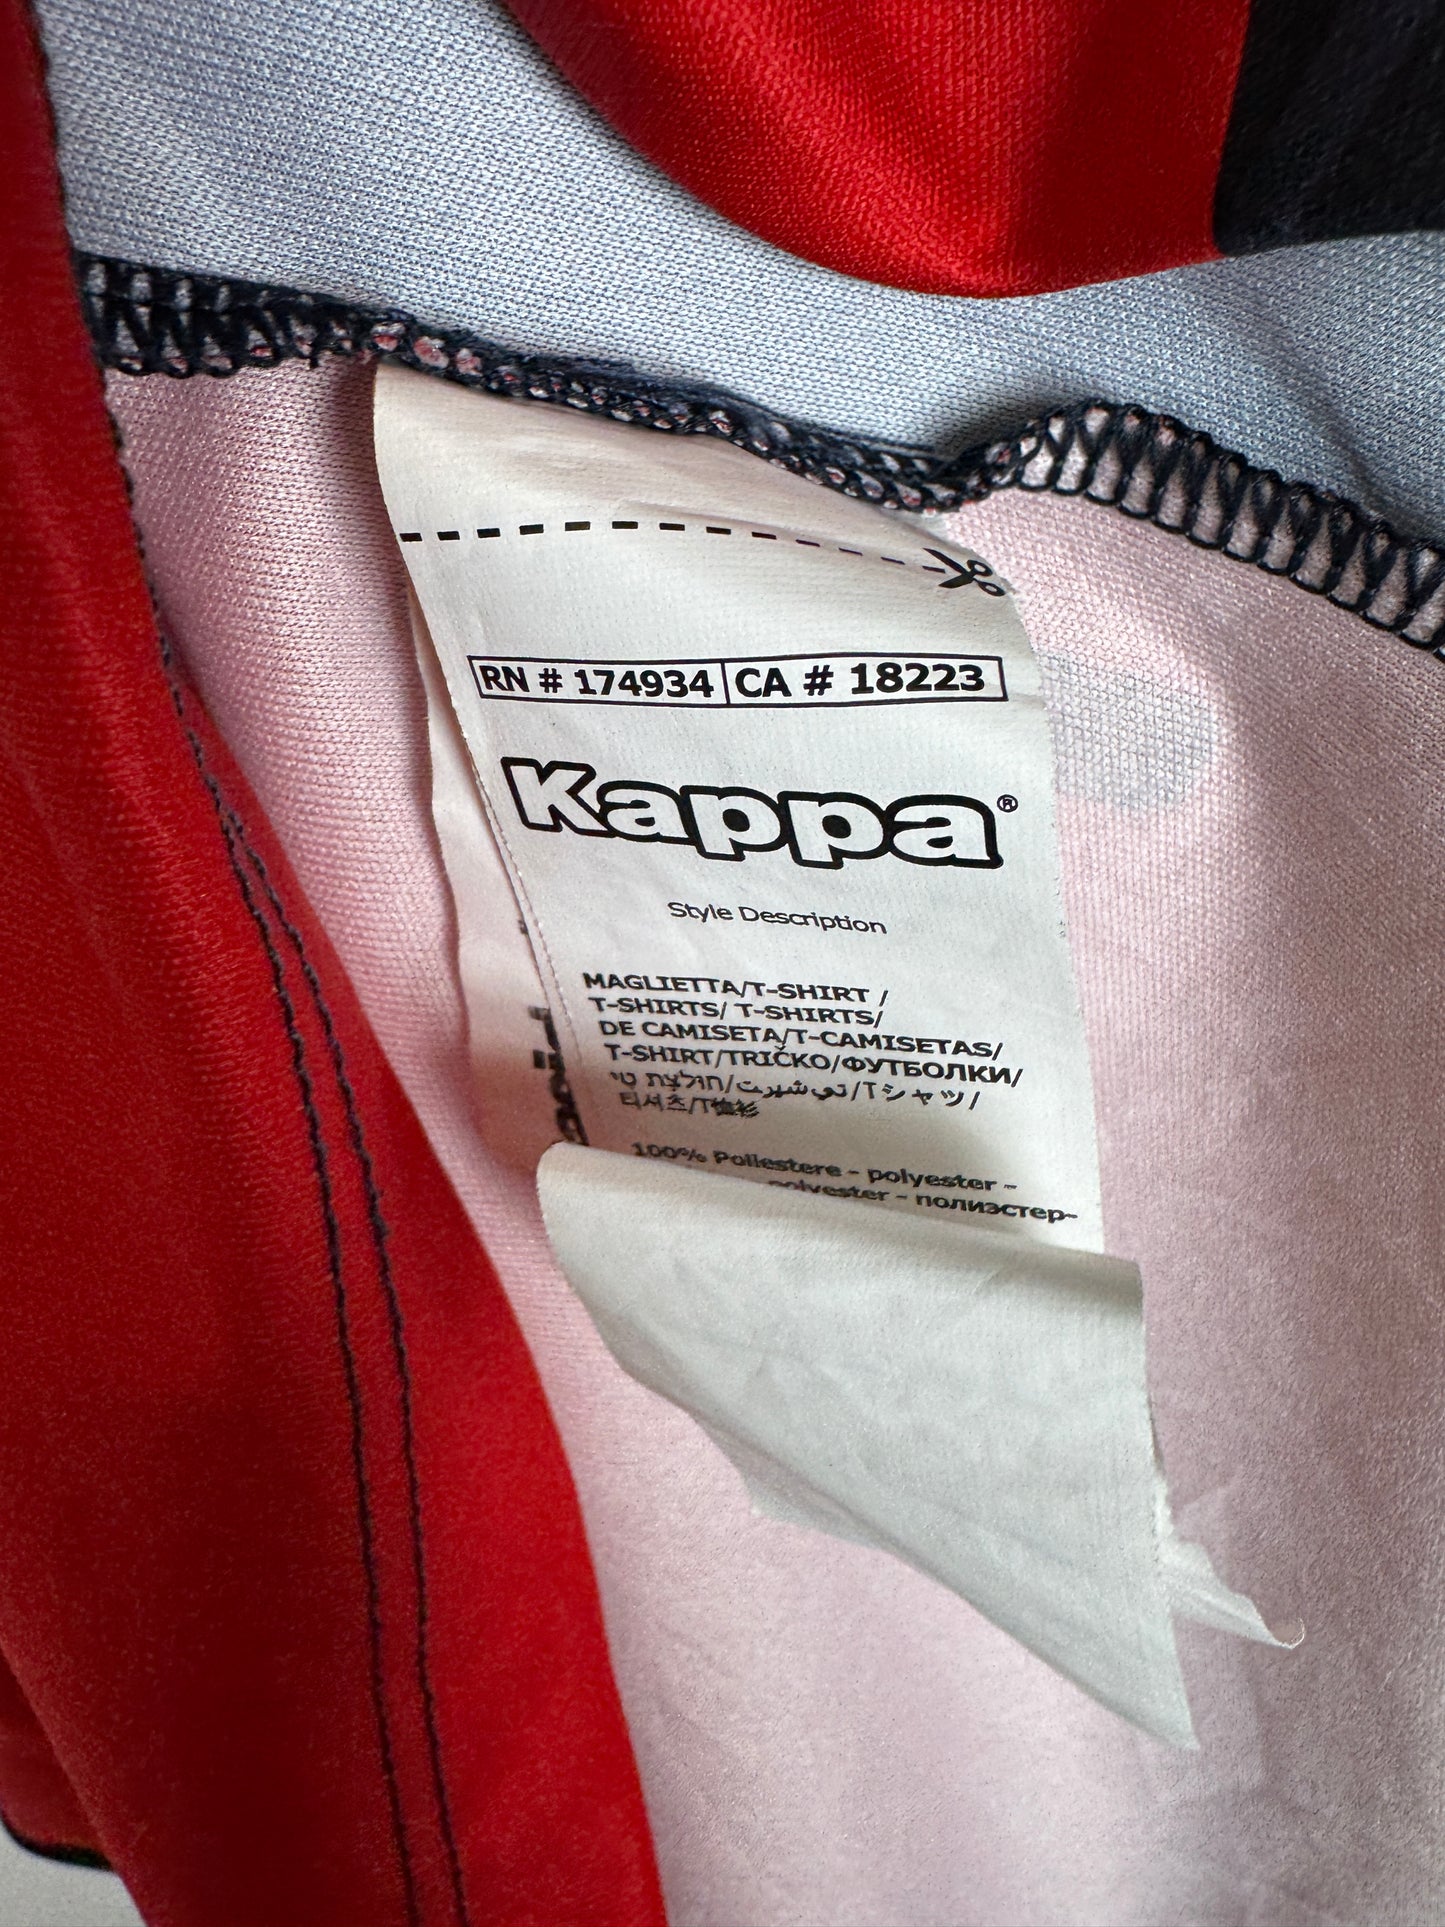 RN # 174934 CA # 18223
Kappa®
Style Description
MAGLIETTA/T-SHIRT /
T-SHIRTS/ T-SHIRTS/
DE CAMISETA/T-CAMISETAS/
T-SHIRT/TRIČKO/ФУТБОЛКИ/
חולצת טי/تي شيرت/Tシャツ/
티셔츠/T恤衫
100% Poliestere - polyester -
polyester - полиэстер-